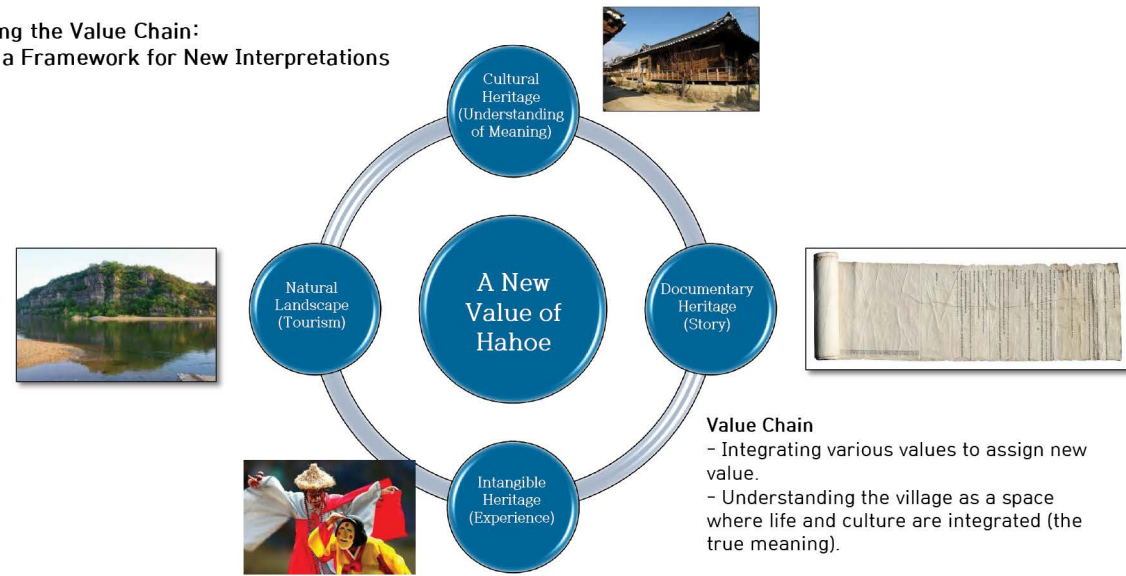 ng the Value Chain:
a Framework for New Interpretations
Cultural
Heritage
(Understanding
of Meaning)
Natural
Landscape
(Tourism)
A New
Value of
Hahoe
Documentary
Heritage
(Story)
Intangible
Heritage
(Experience)
Value Chain
- Integrating various values to assign new
value.
- Understanding the village as a space
where life and culture are integrated (the
true meaning).